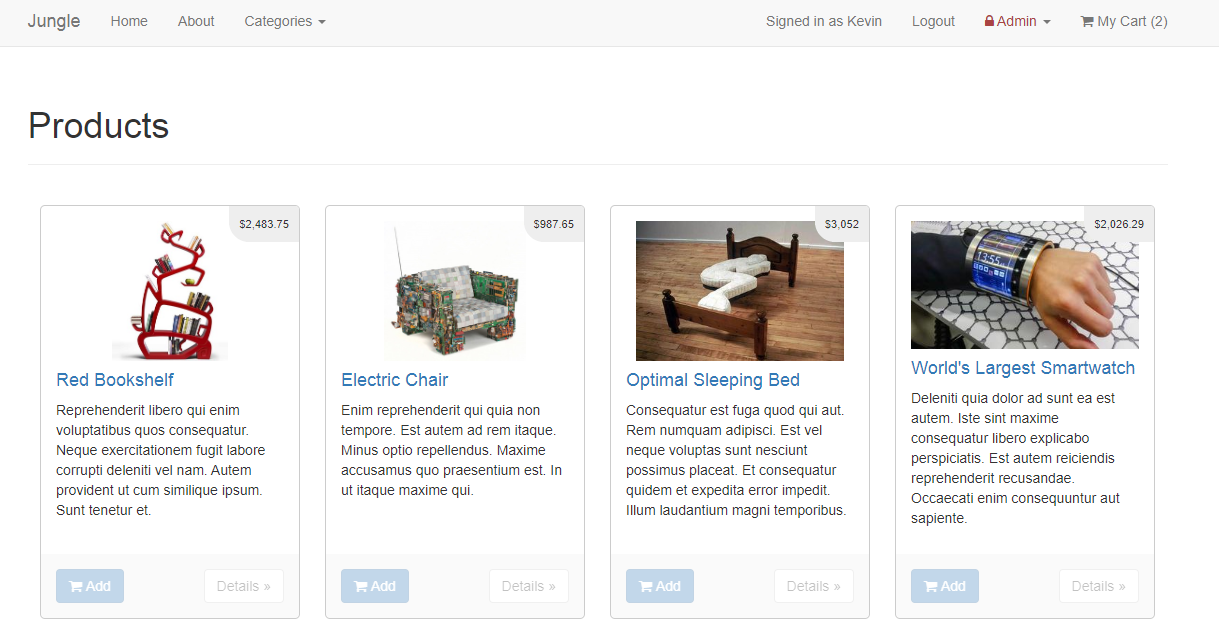 Jungle Home About Categories Signed in as Kevin Logout Admin My Cart (2)
Products
$2,483.75
Red Bookshelf
Reprehenderit libero qui enim
voluptatibus quos consequatur.
Neque exercitationem fugit labore
corrupti deleniti vel nam. Autem
provident ut cum similique ipsum.
Sunt tenetur et.
Add Details »
$987.65
Electric Chair
Enim reprehenderit qui quia non
tempore. Est autem ad rem itaque.
Minus optio repellendus. Maxime
accusamus quo praesentium est. In
ut itaque maxime qui.
Add Details »
$3,052
Optimal Sleeping Bed
Consequatur est fuga quod qui aut.
Rem numquam adipisci. Est vel
neque voluptas sunt nesciunt
possimus placeat. Et consequatur
quidem et expedita error impedit.
Illum laudantium magni temporibus.
Add Details »
$2,026.29
13:55
World's Largest Smartwatch
Deleniti quia dolor ad sunt ea est
autem. Iste sint maxime
consequatur libero explicabo
perspiciatis. Est autem reiciendis
reprehenderit recusandae.
Occaecati enim consequuntur aut
sapiente.
Add Details »